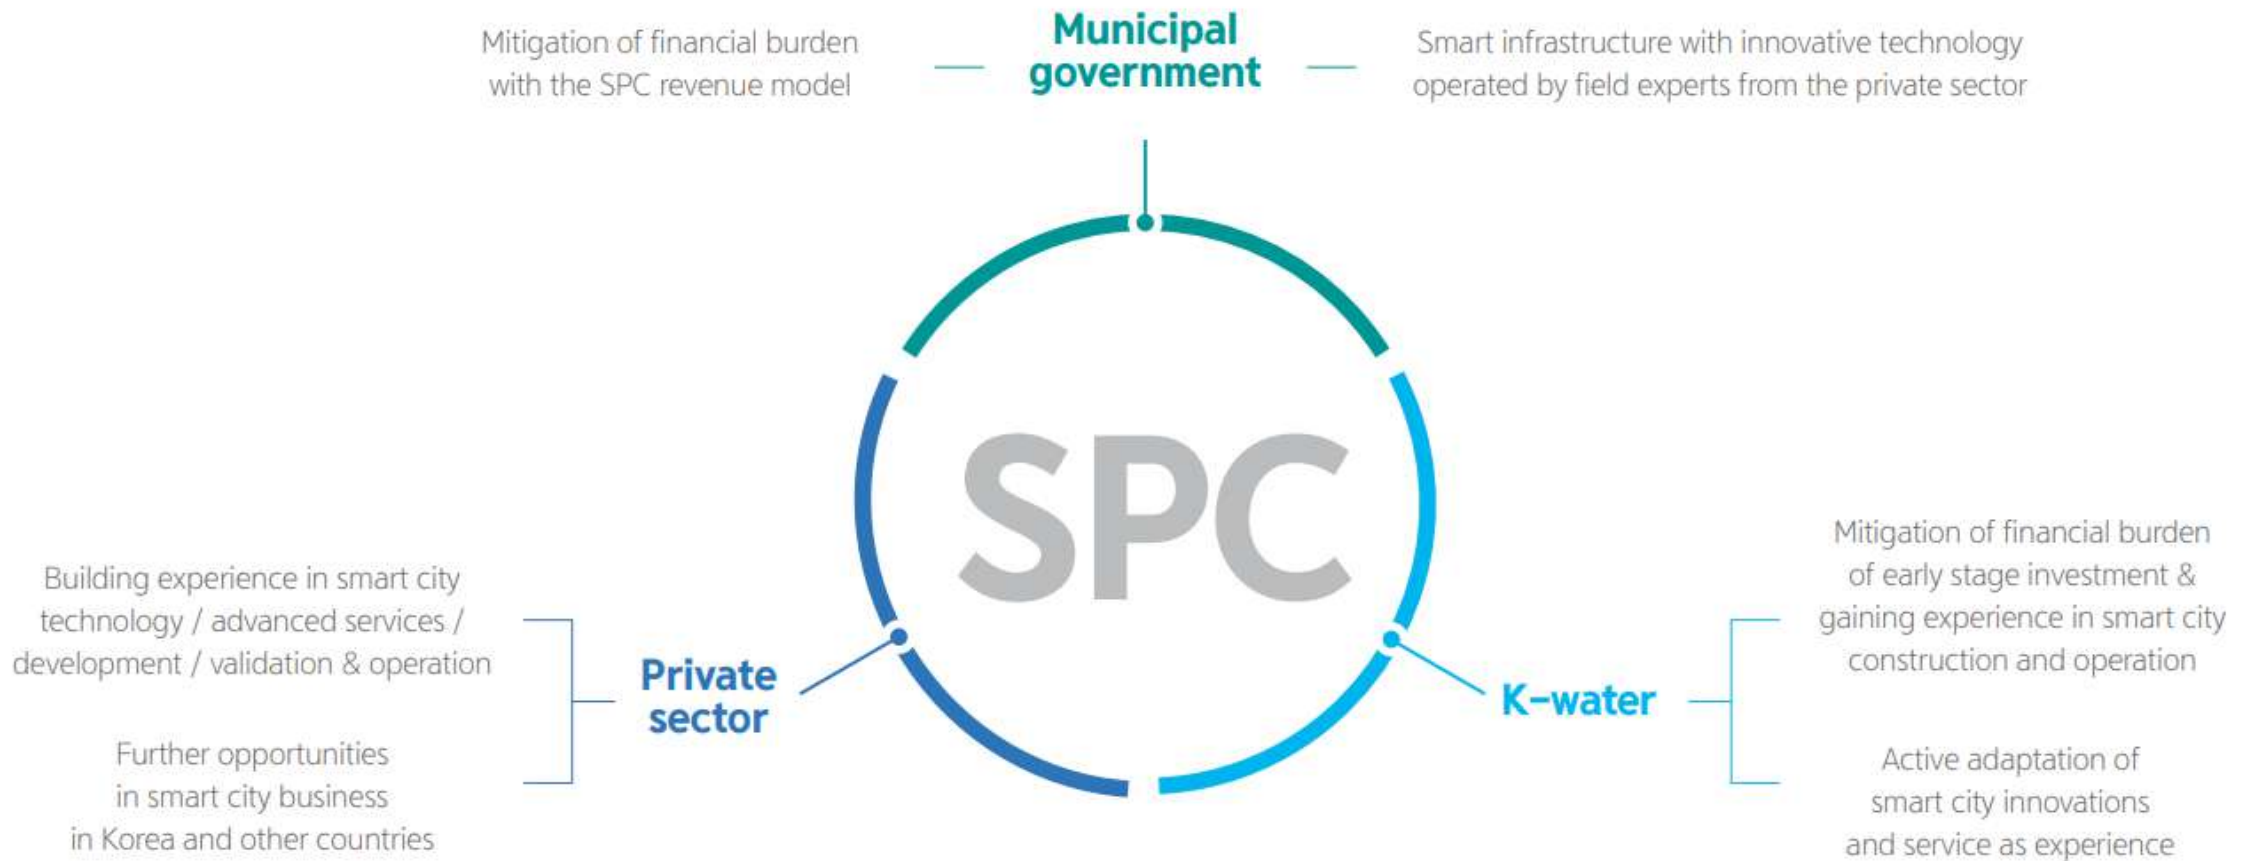 Mitigation of financial burden
with the SPC revenue model
Municipal
government
Smart infrastructure with innovative technology
operated by field experts from the private sector
SPC
Building experience in smart city
technology / advanced services /
development / validation & operation
Further opportunities
in smart city business
in Korea and other countries
Private
sector
K-water
Mitigation of financial burden
of early stage investment &
gaining experience in smart city
construction and operation
Active adaptation of
smart city innovations
and service as experience